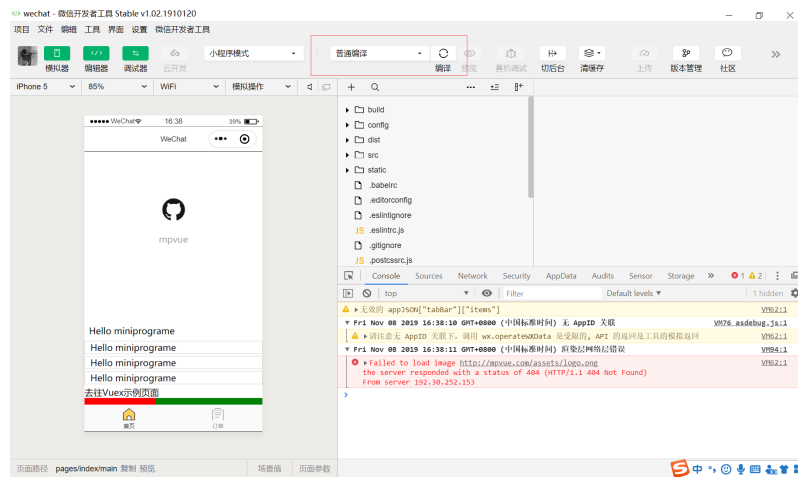 wechat - 微信开发者工具 Stable v1.02.1910120
项目 文件 编辑 工具 界面 设置 微信开发者工具
小程序模式 普通编译
模拟器 编辑器 调试器 云开发 编译 预览 真机调试 切后台 清缓存 上传 版本管理 社区
iPhone 5 85% WiFi 模拟操作
WeChat 16:38 39%
WeChat
mpvue
Hello miniprograme
Hello miniprograme
Hello miniprograme
Hello miniprograme
去往Vuex示例页面
首页 订单
build
config
dist
src
static
.babelrc
.editorconfig
.eslintignore
JS .eslintrc.js
.gitignore
JS .postcssrc.js
Console Sources Network Security AppData Audits Sensor Storage 1 2
top Filter Default levels 1 hidden
无效的 appJSON["tabBar"]["items"] VM62:1
Fri Nov 08 2019 16:38:10 GMT+0800 (中国标准时间) 无 AppID 关联 VM76 asdebug.js:1
请注意无 AppID 关联下，调用 wx.operateWXData 是受限的, API 的返回是工具的模拟返回 VM62:1
Fri Nov 08 2019 16:38:11 GMT+0800 (中国标准时间) 渲染层网络层错误 VM94:1
Failed to load image http://mpvue.com/assets/logo.png VM62:1
the server responded with a status of 404 (HTTP/1.1 404 Not Found)
From server 192.30.252.153
页面路径 pages/index/main 复制 预览 场景值 页面参数
中